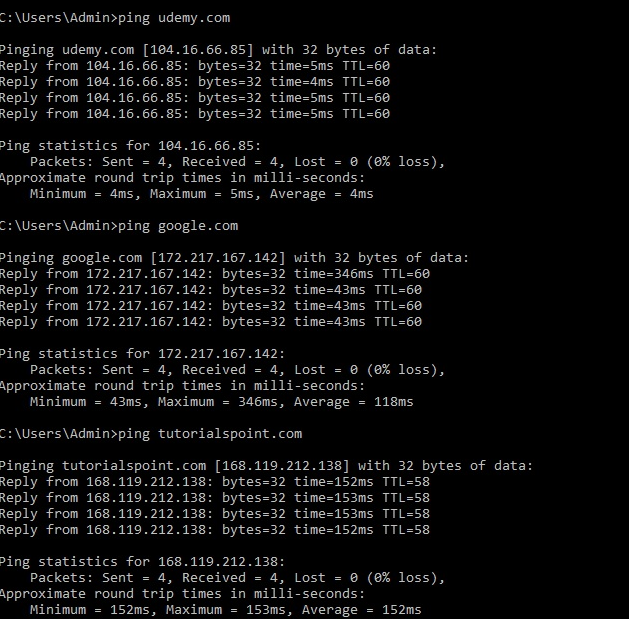 C:\Users\Admin>ping udemy.com
Pinging udemy.com [104.16.66.85] with 32 bytes of data:
Reply from 104.16.66.85: bytes=32 time=5ms TTL=60
Reply from 104.16.66.85: bytes=32 time=4ms TTL=60
Reply from 104.16.66.85: bytes=32 time=5ms TTL=60
Reply from 104.16.66.85: bytes=32 time=5ms TTL=60
Ping statistics for 104.16.66.85:
    Packets: Sent = 4, Received = 4, Lost = 0 (0% loss),
Approximate round trip times in milli-seconds:
    Minimum = 4ms, Maximum = 5ms, Average = 4ms
C:\Users\Admin>ping google.com
Pinging google.com [172.217.167.142] with 32 bytes of data:
Reply from 172.217.167.142: bytes=32 time=346ms TTL=60
Reply from 172.217.167.142: bytes=32 time=43ms TTL=60
Reply from 172.217.167.142: bytes=32 time=43ms TTL=60
Reply from 172.217.167.142: bytes=32 time=43ms TTL=60
Ping statistics for 172.217.167.142:
    Packets: Sent = 4, Received = 4, Lost = 0 (0% loss),
Approximate round trip times in milli-seconds:
    Minimum = 43ms, Maximum = 346ms, Average = 118ms
C:\Users\Admin>ping tutorialspoint.com
Pinging tutorialspoint.com [168.119.212.138] with 32 bytes of data:
Reply from 168.119.212.138: bytes=32 time=152ms TTL=58
Reply from 168.119.212.138: bytes=32 time=153ms TTL=58
Reply from 168.119.212.138: bytes=32 time=153ms TTL=58
Reply from 168.119.212.138: bytes=32 time=152ms TTL=58
Ping statistics for 168.119.212.138:
    Packets: Sent = 4, Received = 4, Lost = 0 (0% loss),
Approximate round trip times in milli-seconds:
    Minimum = 152ms, Maximum = 153ms, Average = 152ms